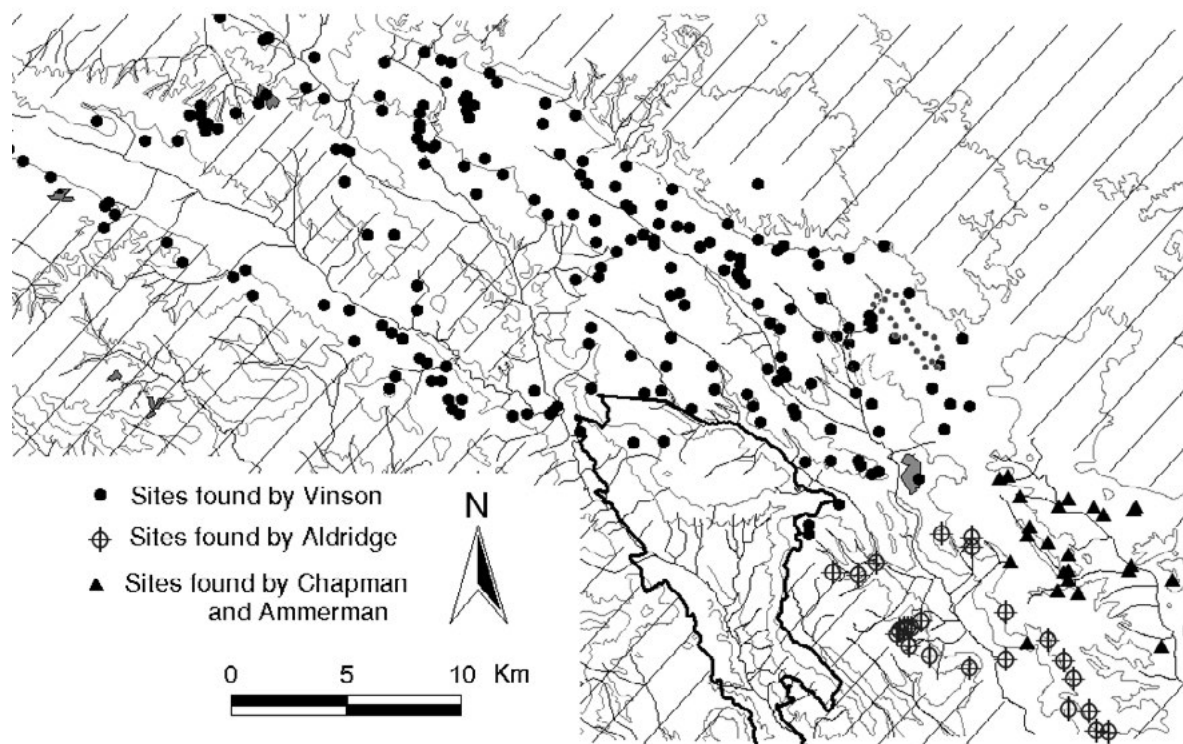 Sites found by Vinson
N
Sites found by Aldridge
Sites found by Chapman
and Ammerman
0 5 10 Km